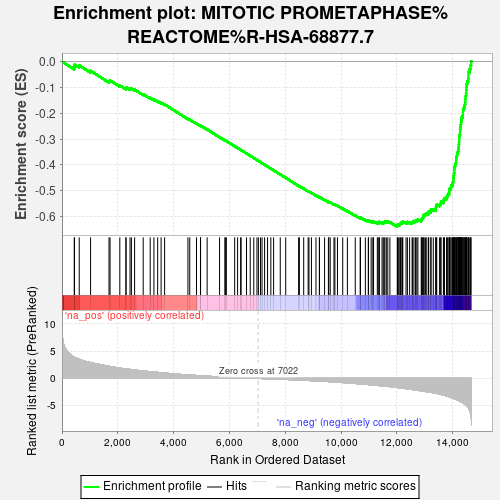 Enrichment plot: MITOTIC PROMETAPHASE%
REACTOME%R-HSA-68877.7
Enrichment score (ES)
0.0
-0.1
-0.2
-0.3
-0.4
-0.5
-0.6
'na_pos' (positively correlated)
Ranked list metric (PreRanked)
10
5
0
-5
Zero cross at 7022
'na_neg' (negatively correlated)
0
2,000
4,000
6,000
8,000
10,000
12,000
14,000
Rank in Ordered Dataset
Enrichment profile
Hits
Ranking metric scores